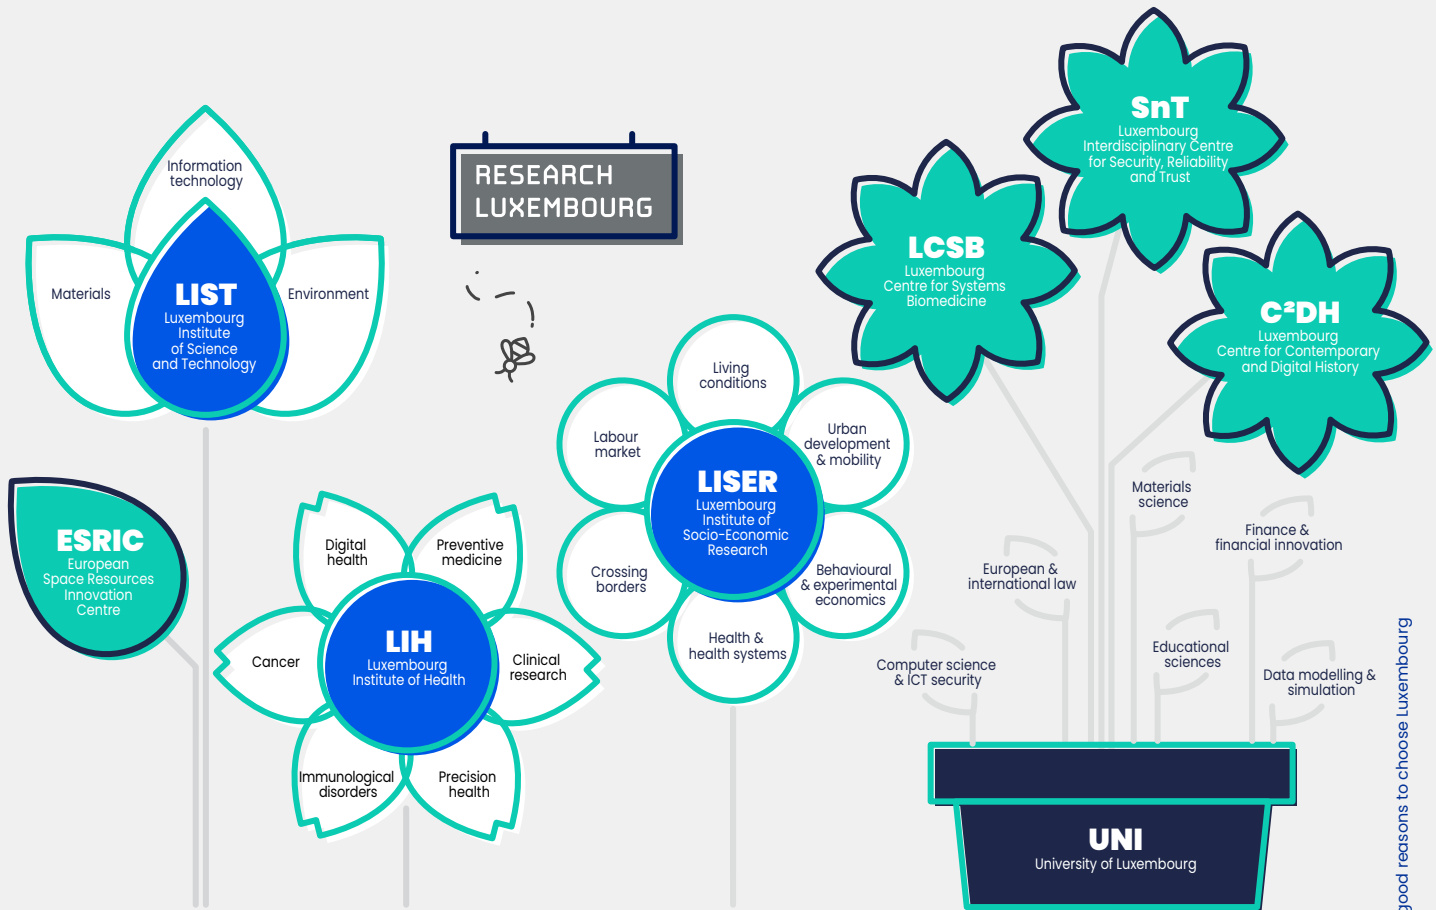 SnT
Luxembourg
Interdisciplinary Centre
for Security, Reliability
and Trust
Information
technology
RESEARCH
LUXEMBOURG
LCSB
Luxembourg
Centre for Systems
Biomedicine
Materials
LIST
Luxembourg
Institute
of Science
and Technology
Environment
C²DH
Luxembourg
Centre for Contemporary
and Digital History
Living
conditions
Labour
market
Urban
development
& mobility
LISER
Luxembourg
Institute of
Socio-Economic
Research
Crossing
borders
Behavioural
& experimental
economics
Health &
health systems
ESRIC
European
Space Resources
Innovation
Centre
Digital
health
Preventive
medicine
Cancer
LIH
Luxembourg
Institute of Health
Clinical
research
Immunological
disorders
Precision
health
Materials
science
Finance &
financial innovation
European &
international law
Educational
sciences
Computer science
& ICT security
Data modelling &
simulation
UNI
University of Luxembourg
good reasons to choose Luxembourg